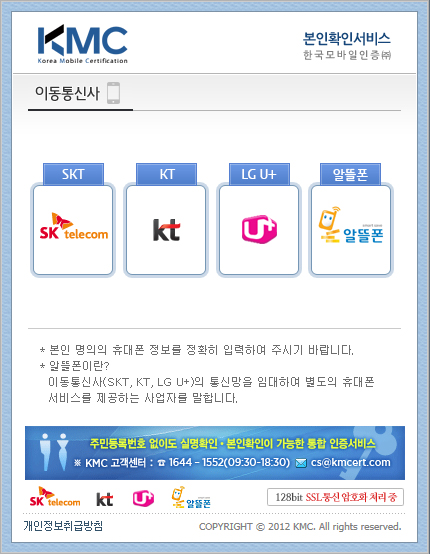 KMC
Korea Mobile Certification
본인확인서비스
한국모바일인증㈜
이동통신사
SKT
KT
LG U+
알뜰폰
SK telecom
kt
U+
알뜰폰
* 본인 명의의 휴대폰 정보를 정확히 입력하여 주시기 바랍니다.
* 알뜰폰이란?
이동통신사(SKT, KT, LG U+)의 통신망을 임대하여 별도의 휴대폰
서비스를 제공하는 사업자를 말합니다.
주민등록번호 없이도 실명확인 • 본인확인이 가능한 통합 인증서비스
※ KMC 고객센터 : ☎ 1644 - 1552(09:30-18:30) ✉ cs@kmcert.com
SK telecom
kt
U+
알뜰폰
128bit SSL통신 암호화 처리 중
개인정보취급방침
COPYRIGHT © 2012 KMC. All rights reserved.